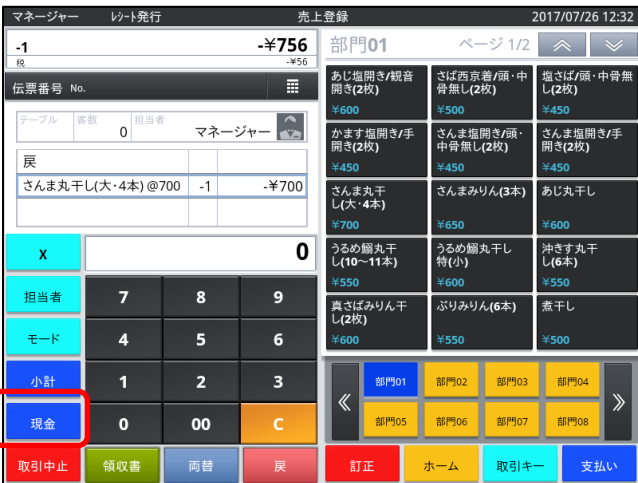 マネージャー レシート発行 売上登録 2017/07/26 12:32
-1 -¥756
税 -¥56
伝票番号 No.
テーブル 客数 0 担当者 マネージャー
戻
さんま丸干し(大・4本) @700 -1 -¥700
X 0
担当者 7 8 9
モード 4 5 6
小計 1 2 3
現金 0 00 C
取引中止 領収書 両替 戻
部門01 ページ 1/2
あじ塩開き/観音開き(2枚) ¥600
さば西京着/頭・中骨無し(2枚) ¥500
塩さば/頭・中骨無し(2枚) ¥450
かます塩開き/手開き(2枚) ¥450
さんま塩開き/頭・中骨無し(2枚) ¥450
さんま塩開き/手開き(2枚) ¥450
さんま丸干し(大・4本) ¥700
さんまみりん(3本) ¥650
あじ丸干し ¥600
うるめ鰯丸干し(10〜11本) ¥550
うるめ鰯丸干し特(小) ¥600
沖きす丸干し(6本) ¥550
真さばみりん干し(2枚) ¥600
ぶりみりん(6本) ¥550
煮干し ¥500
部門01 部門02 部門03 部門04
部門05 部門06 部門07 部門08
訂正 ホーム 取引キー 支払い